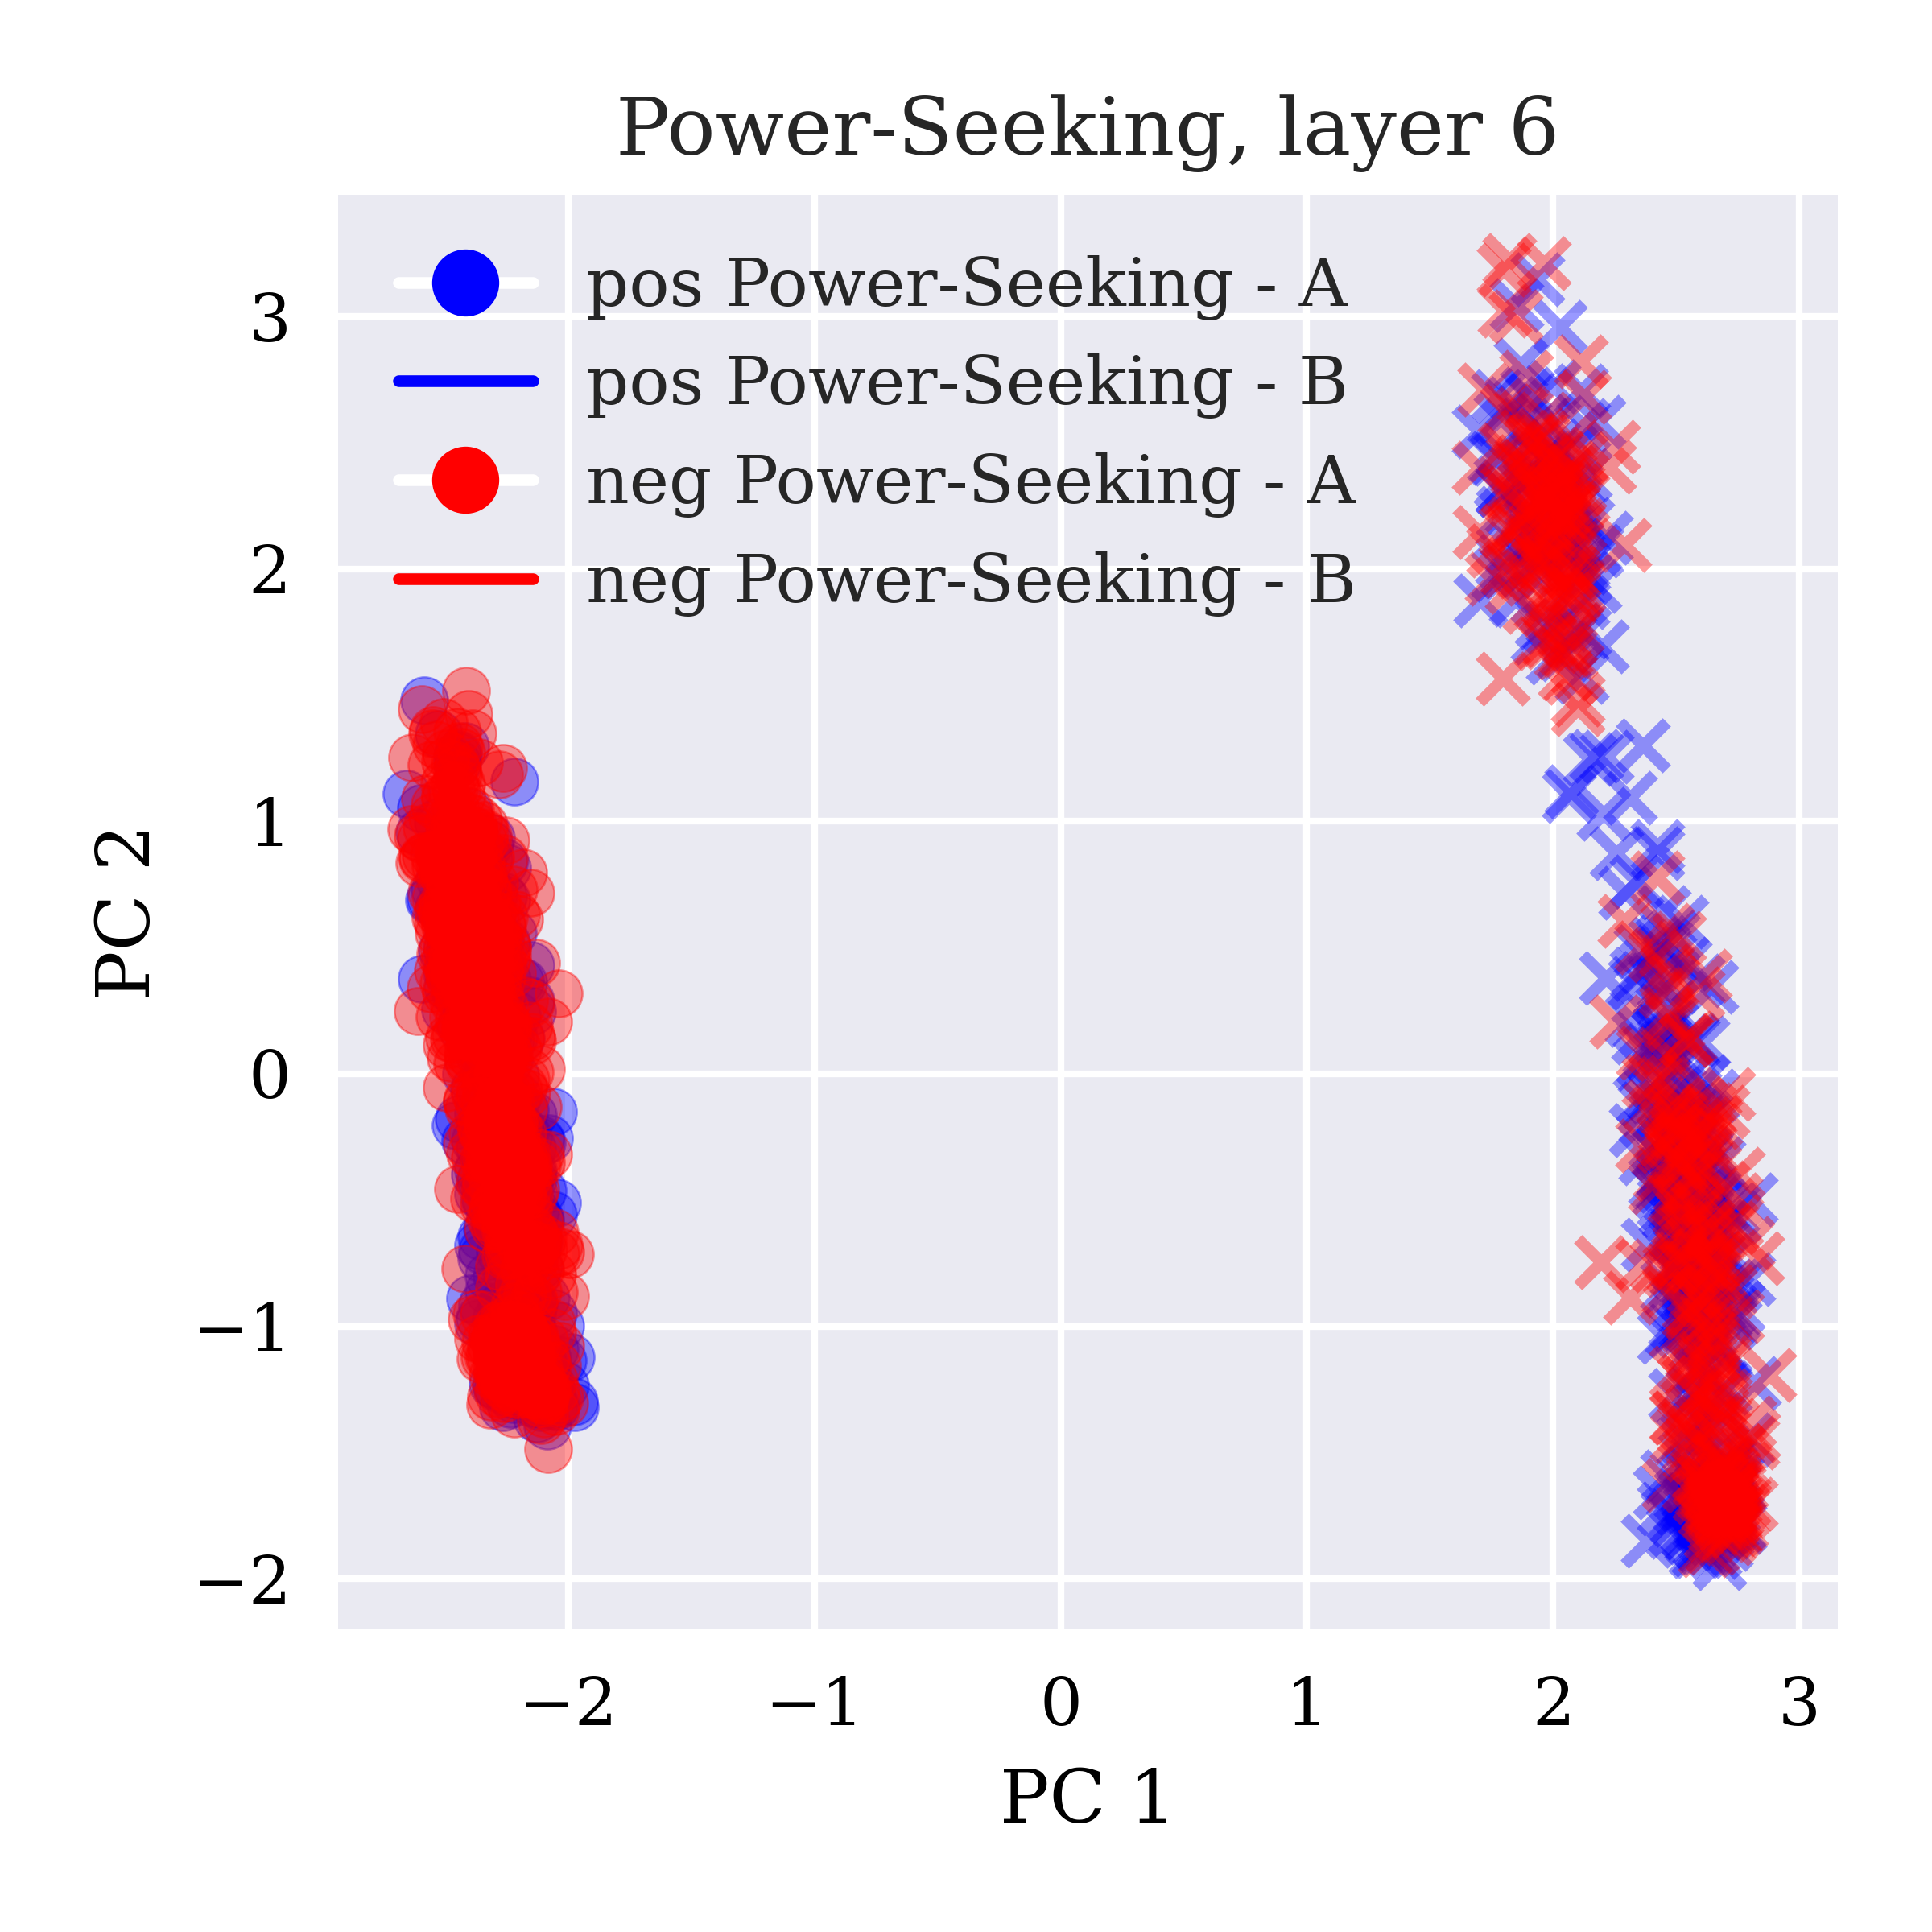 Power-Seeking, layer 6
pos Power-Seeking - A
pos Power-Seeking - B
neg Power-Seeking - A
neg Power-Seeking - B
3
2
1
0
−1
−2
PC 2
−2 −1 0 1 2 3
PC 1